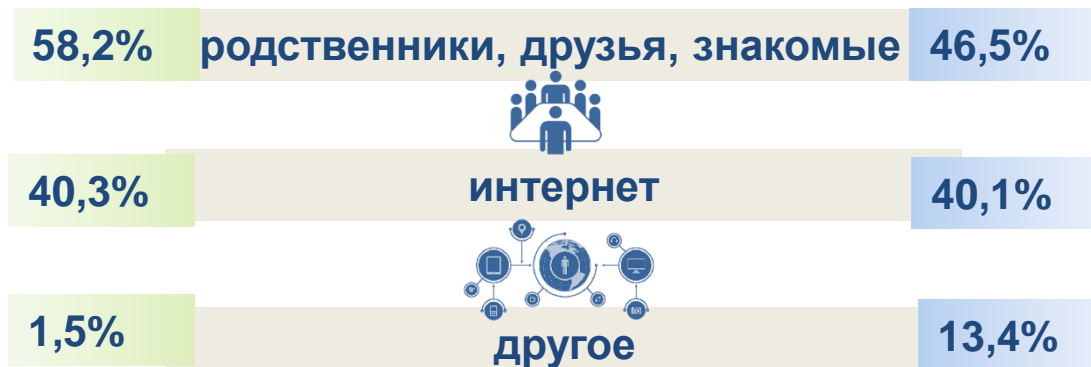 58,2% родственники, друзья, знакомые 46,5%
40,3% интернет 40,1%
1,5% другое 13,4%